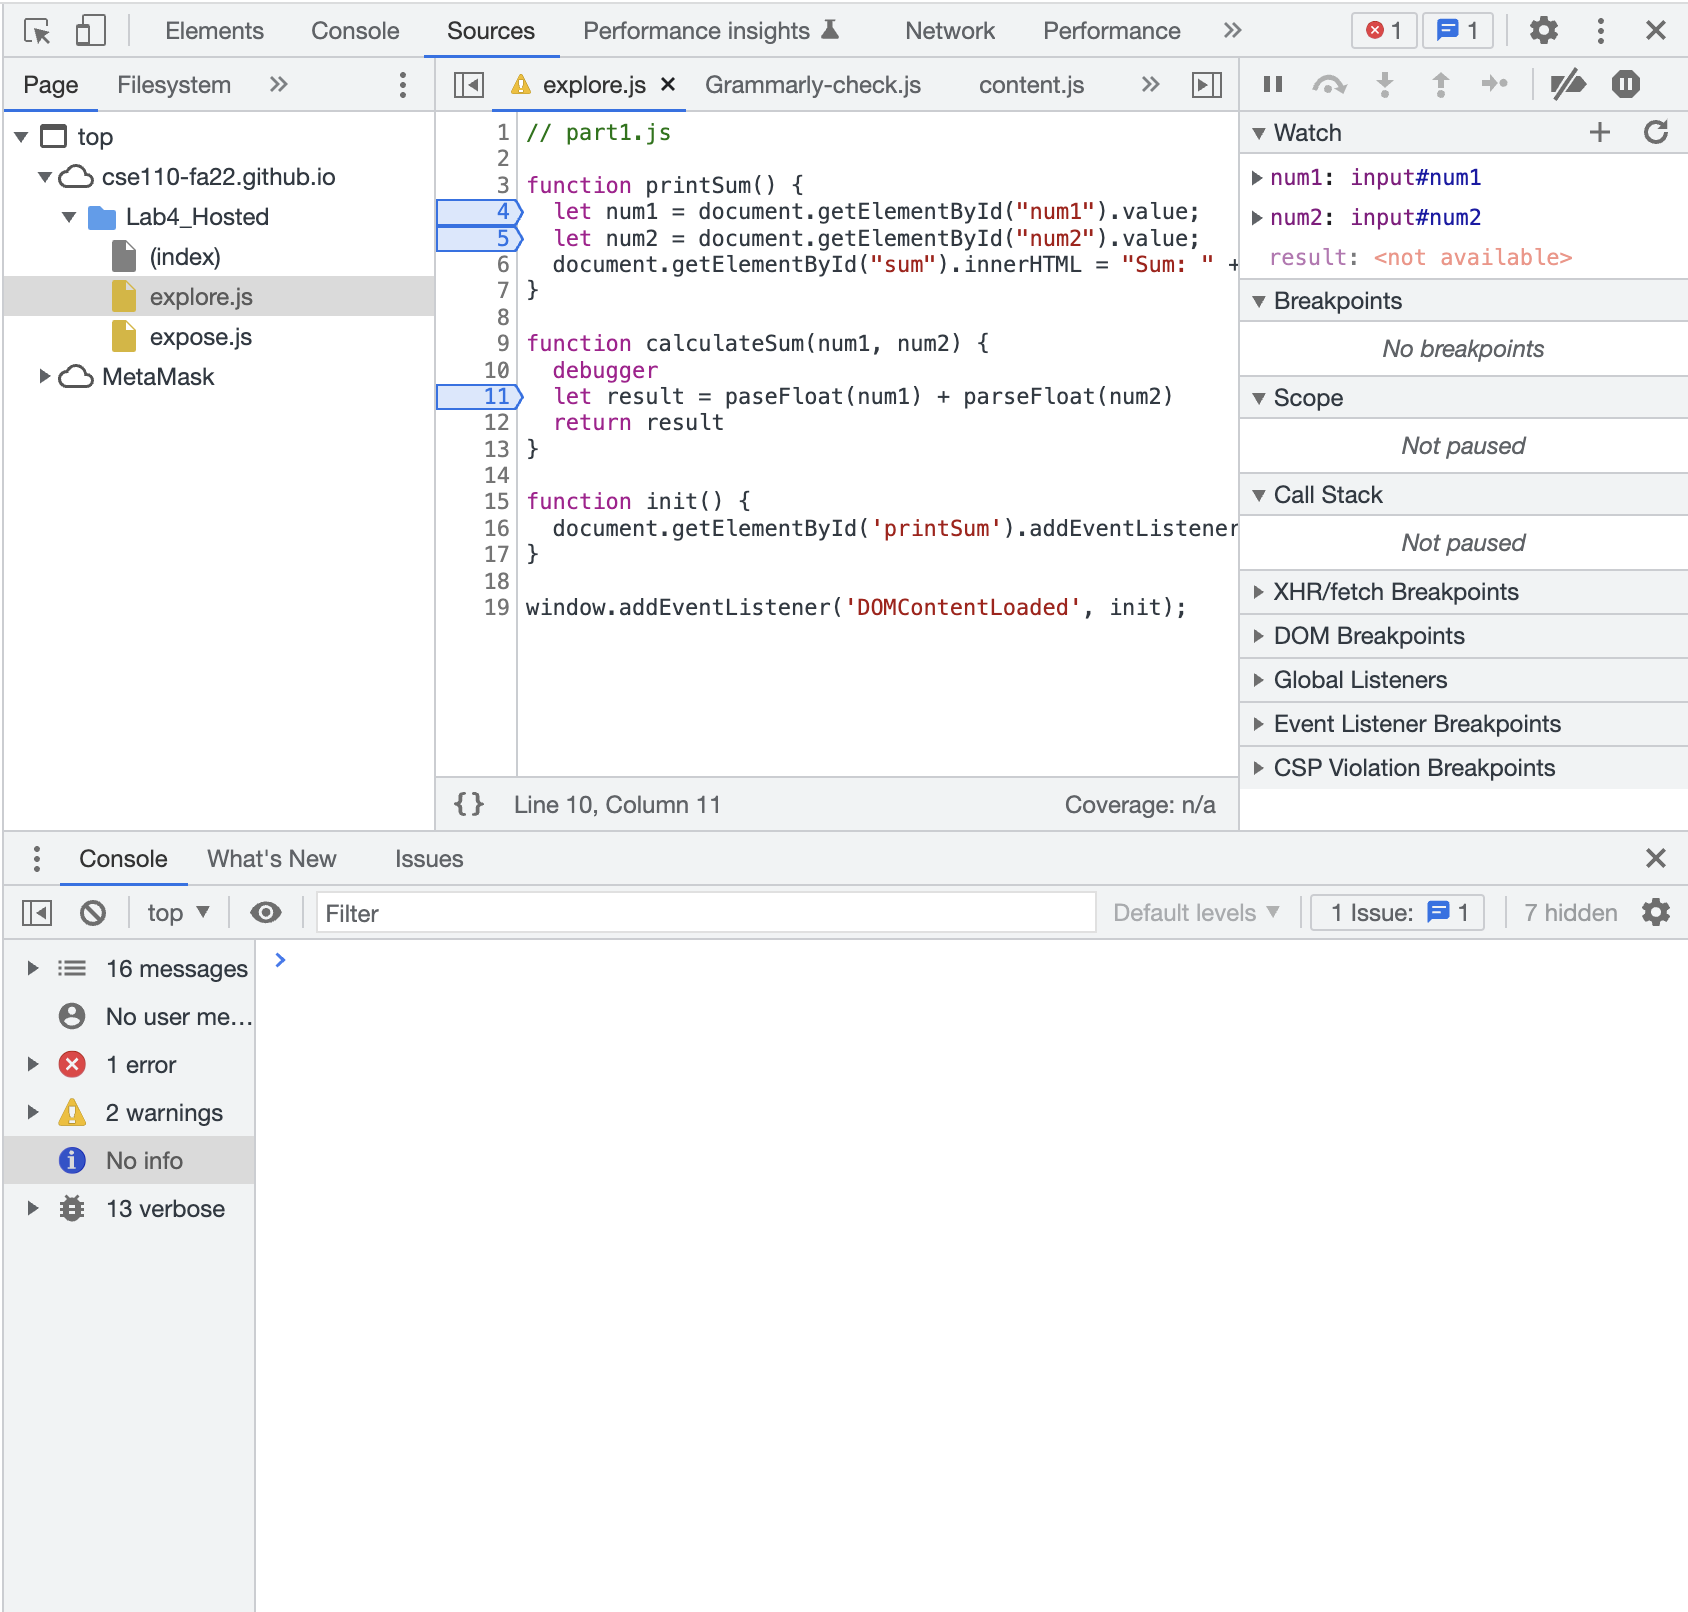 Elements Console Sources Performance insights Network Performance » 1 1
Page Filesystem » explore.js × Grammarly-check.js content.js »
top
cse110-fa22.github.io
Lab4_Hosted
(index)
explore.js
expose.js
MetaMask
1 // part1.js
2
3 function printSum() {
4 let num1 = document.getElementById("num1").value;
5 let num2 = document.getElementById("num2").value;
6 document.getElementById("sum").innerHTML = "Sum: " +
7 }
8
9 function calculateSum(num1, num2) {
10 debugger
11 let result = paseFloat(num1) + parseFloat(num2)
12 return result
13 }
14
15 function init() {
16 document.getElementById('printSum').addEventListener
17 }
18
19 window.addEventListener('DOMContentLoaded', init);
{} Line 10, Column 11 Coverage: n/a
Watch
num1: input#num1
num2: input#num2
result: <not available>
Breakpoints
No breakpoints
Scope
Not paused
Call Stack
Not paused
XHR/fetch Breakpoints
DOM Breakpoints
Global Listeners
Event Listener Breakpoints
CSP Violation Breakpoints
Console What's New Issues
top Filter Default levels 1 Issue: 1 7 hidden
16 messages
No user me…
1 error
2 warnings
No info
13 verbose
>